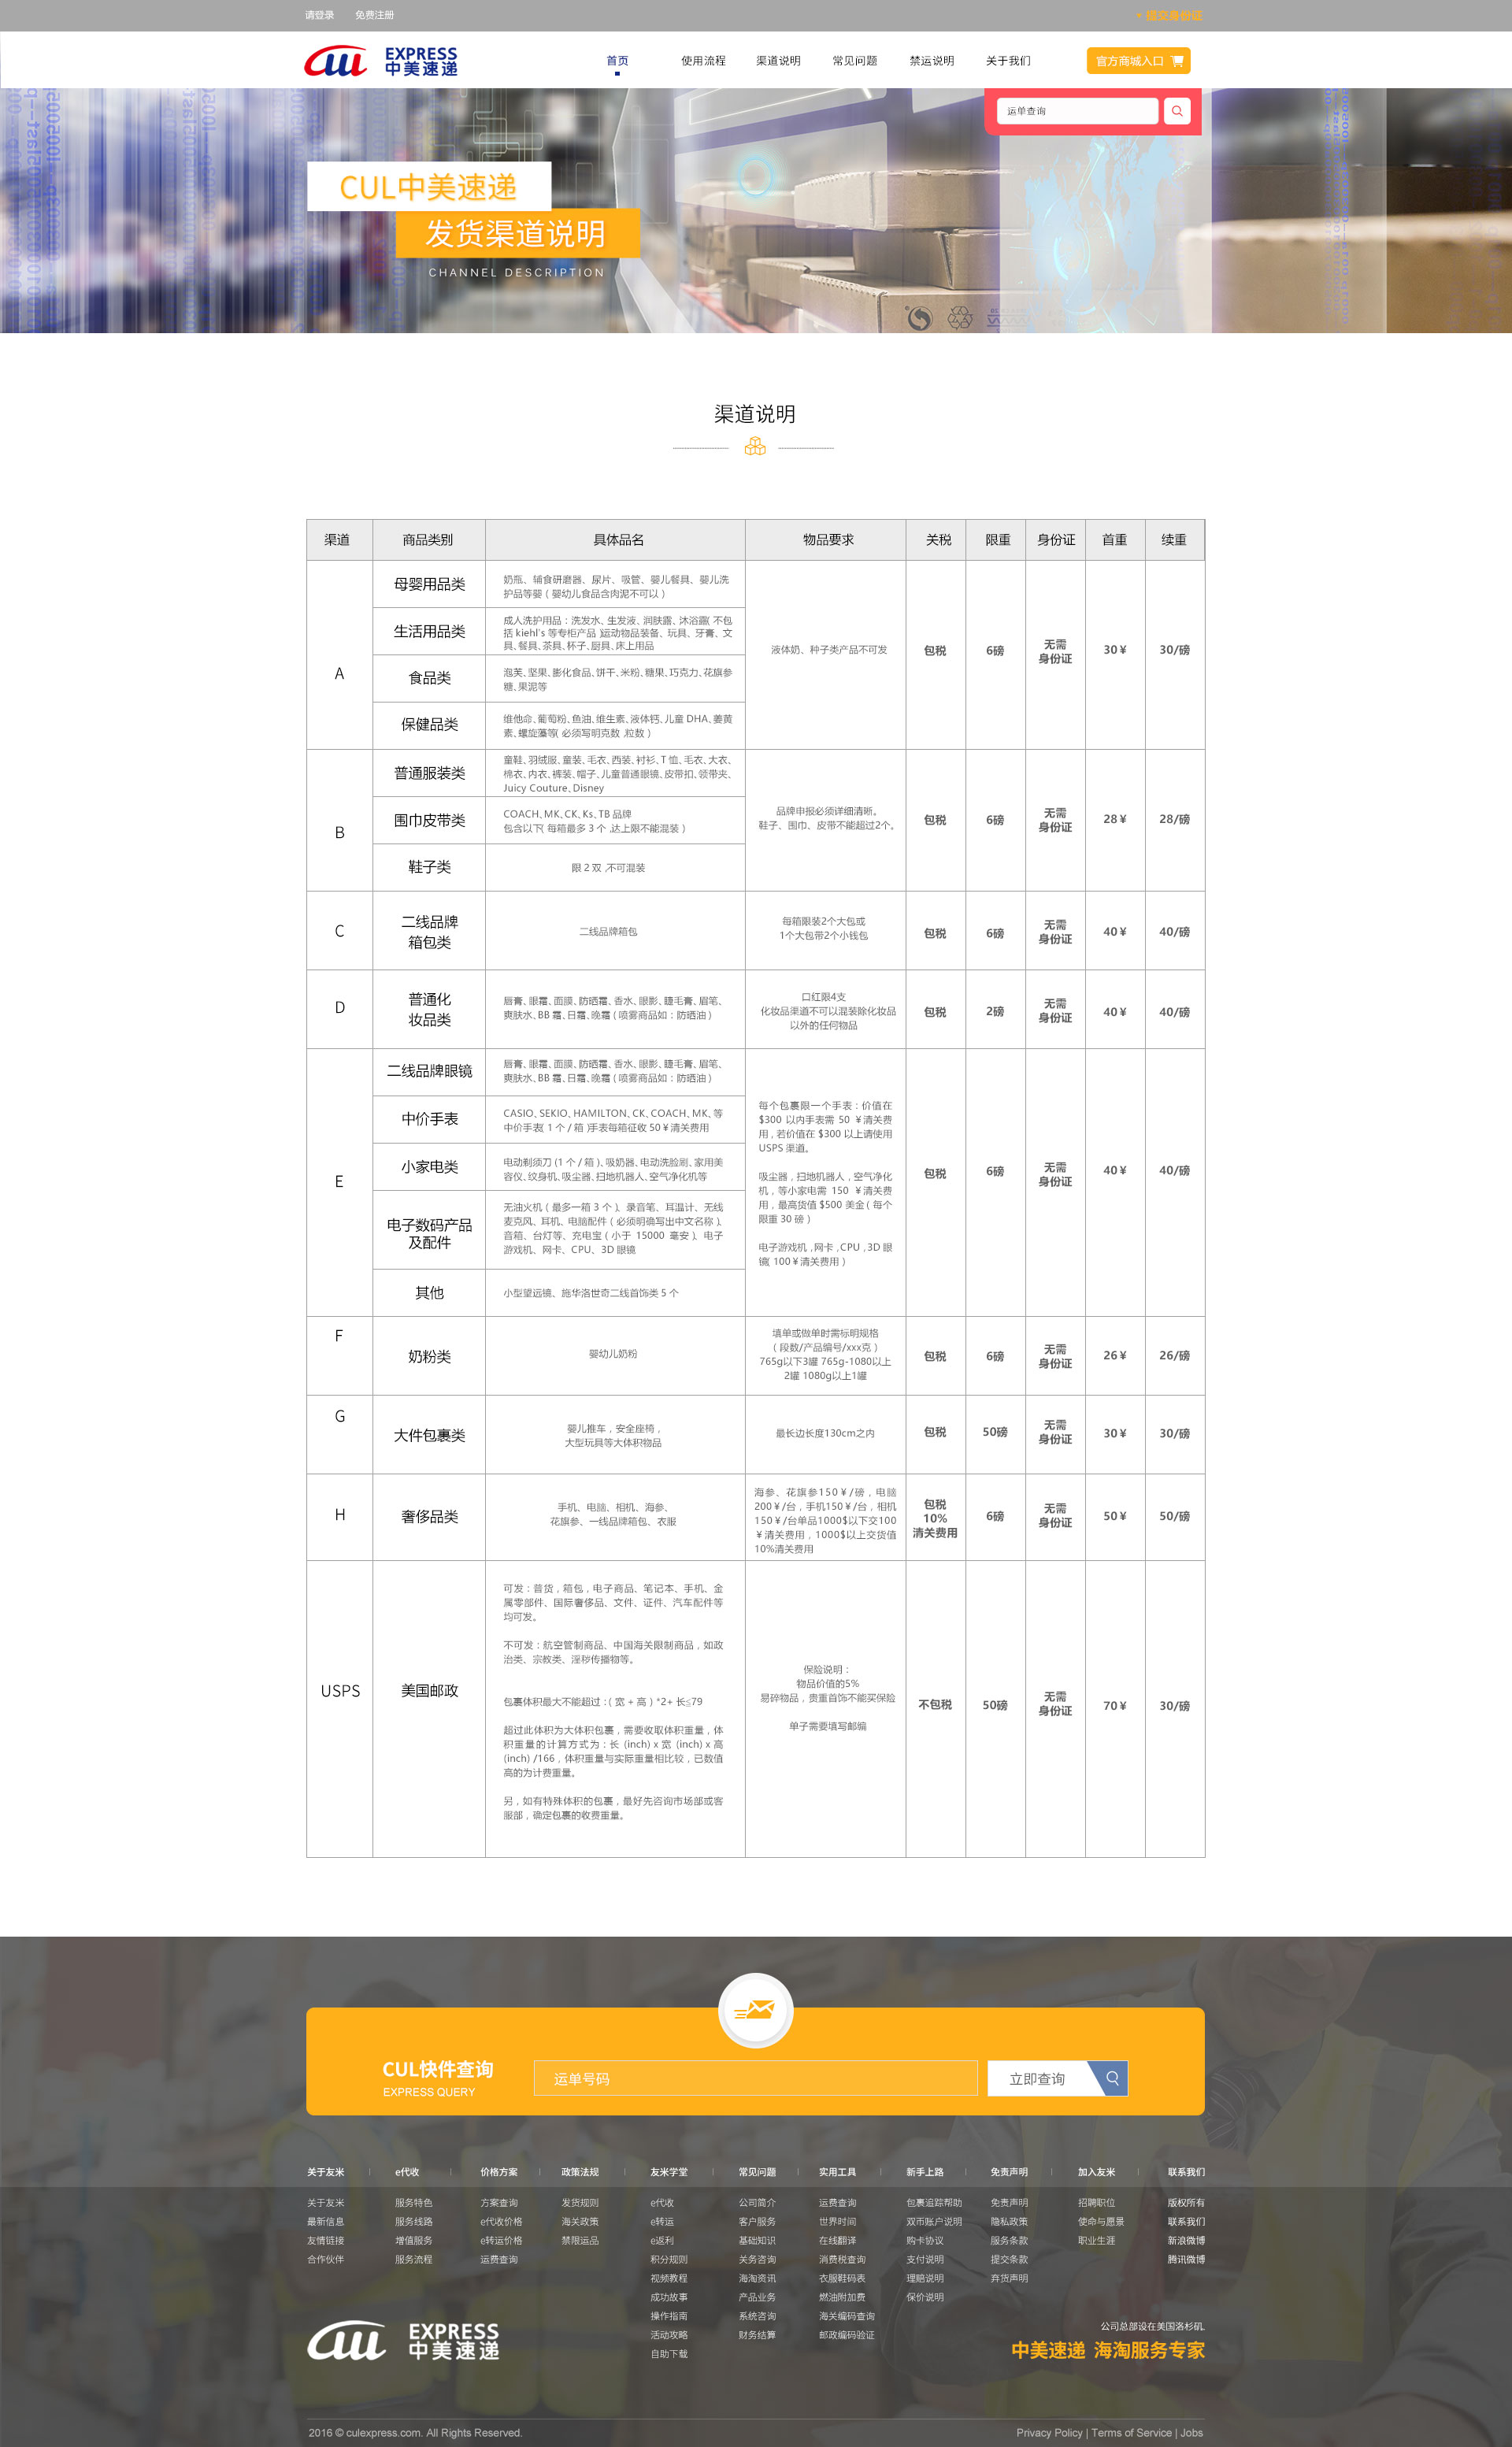 请登录 免费注册 提交身份证
CUL EXPRESS
中美速递
首页 使用流程 渠道说明 常见问题 禁运说明 关于我们 官方商城入口
运单查询
CUL中美速递
发货渠道说明
CHANNEL DESCRIPTION
渠道说明
渠道 商品类别 具体品名 物品要求 关税 限重 身份证 首重 续重
A
母婴用品类
奶瓶、辅食研磨器、尿片、吸管、婴儿餐具、婴儿洗
护品等婴（婴幼儿食品含肉泥不可以）
生活用品类
成人洗护用品：洗发水、生发液、润肤露、沐浴露（不包
括 kiehl's 等专柜产品）运动物品装备、玩具、牙膏、文
具、餐具、茶具、杯子、厨具、床上用品
食品类
泡芙、坚果、膨化食品、饼干、米粉、糖果、巧克力、花旗参
糖、果泥等
保健品类
维他命、葡萄粉、鱼油、维生素、液体钙、儿童 DHA、姜黄
素、螺旋藻等（必须写明克数，粒数）
液体奶、种子类产品不可发
包税 6磅 无需
身份证
30￥ 30/磅
B
普通服装类
童鞋、羽绒服、童装、毛衣、西装、衬衫、T 恤、毛衣、大衣、
棉衣、内衣、裤装、帽子、儿童普通眼镜、皮带扣、领带夹、
Juicy Couture、Disney
围巾皮带类
COACH、MK、CK、Ks、TB 品牌
包含以下（每箱最多 3 个，达上限不能混装）
鞋子类
限 2 双，不可混装
品牌申报必须详细清晰。
鞋子、围巾、皮带不能超过2个。
包税 6磅 无需
身份证
28￥ 28/磅
C
二线品牌
箱包类
二线品牌箱包
每箱限装2个大包或
1个大包带2个小钱包
包税 6磅 无需
身份证
40￥ 40/磅
D
普通化
妆品类
唇膏、眼霜、面膜、防晒霜、香水、眼影、睫毛膏、眉笔、
爽肤水、BB 霜、日霜、晚霜（喷雾商品如：防晒油）
口红限4支
化妆品渠道不可以混装除化妆品
以外的任何物品
包税 2磅 无需
身份证
40￥ 40/磅
E
二线品牌眼镜
唇膏、眼霜、面膜、防晒霜、香水、眼影、睫毛膏、眉笔、
爽肤水、BB 霜、日霜、晚霜（喷雾商品如：防晒油）
中价手表
CASIO、SEKIO、HAMILTON、CK、COACH、MK、等
中价手表（1 个 / 箱）手表每箱征收 50￥清关费用
小家电类
电动剃须刀 (1 个 / 箱)、吸奶器、电动洗脸刷、家用美
容仪、纹身机、吸尘器、扫地机器人、空气净化机等
电子数码产品
及配件
无油火机（最多一箱 3 个）、录音笔、耳温计、无线
麦克风、耳机、电脑配件（必须明确写出中文名称）、
音箱、台灯等、充电宝（小于 15000 毫安）、电子
游戏机、网卡、CPU、3D 眼镜
其他
小型望远镜、施华洛世奇二线首饰类 5 个
每个包裹限一个手表：价值在
$300 以内手表需 50 ￥清关费
用，若价值在 $300 以上请使用
USPS 渠道。
吸尘器，扫地机器人，空气净化
机，等小家电需 150 ￥清关费
用，最高货值 $500 美金（每个
限重 30 磅）
电子游戏机，网卡，CPU，3D 眼
镜（100￥清关费用）
包税 6磅 无需
身份证
40￥ 40/磅
F
奶粉类
婴幼儿奶粉
填单或做单时需标明规格
（段数/产品编号/xxx克）
765g以下3罐 765g-1080以上
2罐 1080g以上1罐
包税 6磅 无需
身份证
26￥ 26/磅
G
大件包裹类
婴儿推车，安全座椅，
大型玩具等大体积物品
最长边长度130cm之内
包税 50磅 无需
身份证
30￥ 30/磅
H
奢侈品类
手机、电脑、相机、海参、
花旗参、一线品牌箱包、衣服
海参、花旗参150￥/磅，电脑
200￥/台，手机150￥/台，相机
150￥/台单品1000$以下交100
￥清关费用，1000$以上交货值
10%清关费用
包税
10%
清关费用
6磅 无需
身份证
50￥ 50/磅
USPS
美国邮政
可发：普货，箱包，电子商品、笔记本、手机、金
属零部件、国际奢侈品、文件、证件、汽车配件等
均可发。
不可发：航空管制商品、中国海关限制商品，如政
治类、宗教类、淫秽传播物等。
包裹体积最大不能超过：（宽 + 高）*2+ 长≦79
超过此体积为大体积包裹，需要收取体积重量，体
积重量的计算方式为：长 (inch) x 宽 (inch) x 高
(inch) /166，体积重量与实际重量相比较，已数值
高的为计费重量。
另，如有特殊体积的包裹，最好先咨询市场部或客
服部，确定包裹的收费重量。
保险说明：
物品价值的5%
易碎物品，贵重首饰不能买保险
单子需要填写邮编
不包税 50磅 无需
身份证
70￥ 30/磅
CUL快件查询
EXPRESS QUERY
运单号码
立即查询
关于友米 e代收 价格方案 政策法规 友米学堂 常见问题 实用工具 新手上路 免责声明 加入友米 联系我们
关于友米 服务特色 方案查询 发货规则 e代收 公司简介 运费查询 包裹追踪帮助 免责声明 招聘职位 版权所有
最新信息 服务线路 e代收价格 海关政策 e转运 客户服务 世界时间 双币账户说明 隐私政策 使命与愿景 联系我们
友情链接 增值服务 e转运价格 禁限运品 e返利 基础知识 在线翻译 购卡协议 服务条款 职业生涯 新浪微博
合作伙伴 服务流程 运费查询 积分规则 关务咨询 消费税查询 支付说明 提交条款 腾讯微博
视频教程 海淘资讯 衣服鞋码表 理赔说明 弃货声明
成功故事 产品业务 燃油附加费 保价说明
操作指南 系统咨询 海关编码查询
活动攻略 财务结算 邮政编码验证
自助下载
CUL EXPRESS
中美速递
公司总部设在美国洛杉矶.
中美速递 海淘服务专家
2016 © culexpress.com. All Rights Reserved.
Privacy Policy | Terms of Service | Jobs